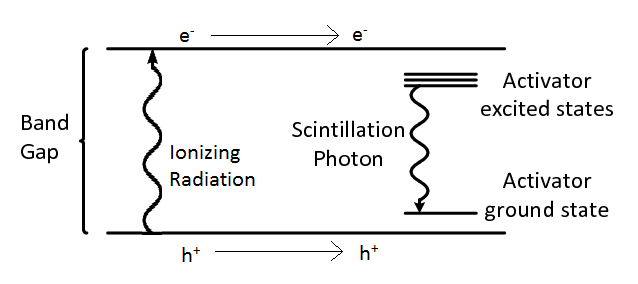 e⁻ e⁻
Activator
excited states
Band
Gap
Scintillation
Photon
Ionizing
Radiation
Activator
ground state
h⁺ h⁺